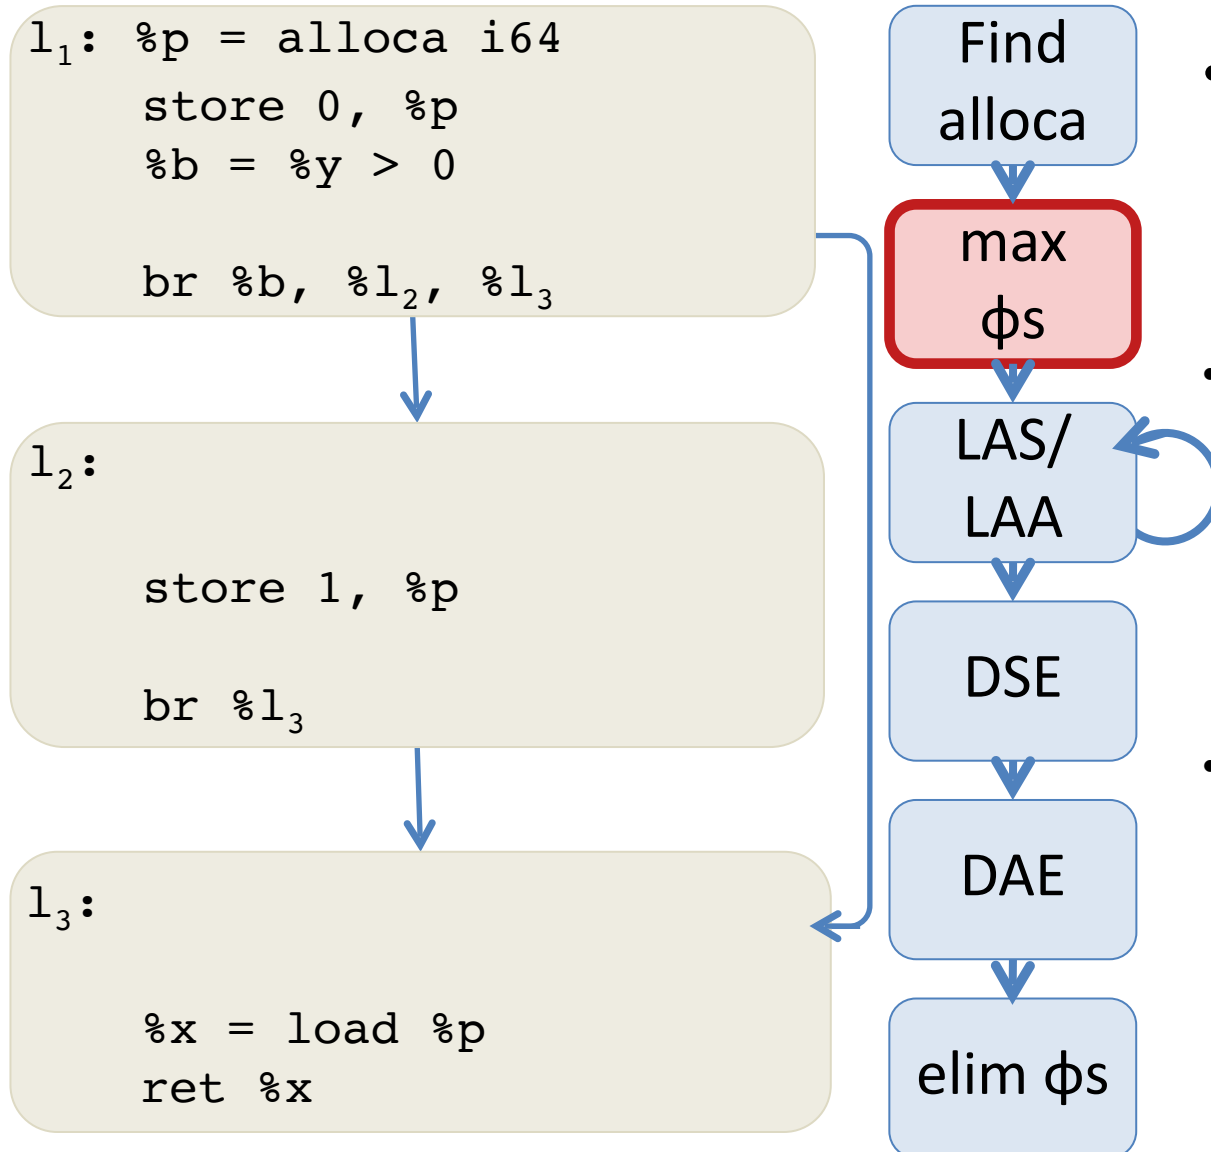 l₁: %p = alloca i64
store 0, %p
%b = %y > 0
br %b, %l₂, %l₃
l₂:
store 1, %p
br %l₃
l₃:
%x = load %p
ret %x
Find
alloca
max
ϕs
LAS/
LAA
DSE
DAE
elim ϕs